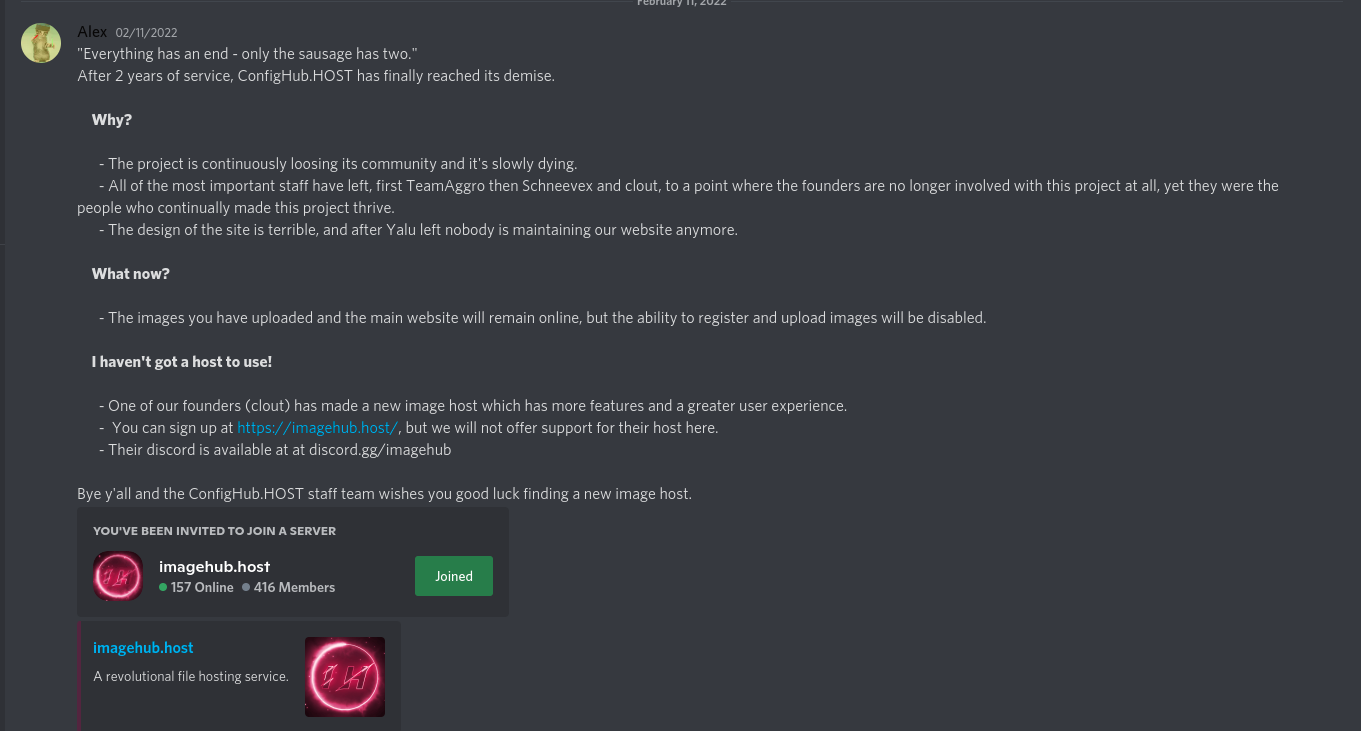 February 11, 2022
Alex 02/11/2022
"Everything has an end - only the sausage has two."
After 2 years of service, ConfigHub.HOST has finally reached its demise.
Why?
- The project is continuously loosing its community and it's slowly dying.
- All of the most important staff have left, first TeamAggro then Schneevex and clout, to a point where the founders are no longer involved with this project at all, yet they were the
people who continually made this project thrive.
- The design of the site is terrible, and after Yalu left nobody is maintaining our website anymore.
What now?
- The images you have uploaded and the main website will remain online, but the ability to register and upload images will be disabled.
I haven't got a host to use!
- One of our founders (clout) has made a new image host which has more features and a greater user experience.
- You can sign up at https://imagehub.host/, but we will not offer support for their host here.
- Their discord is available at at discord.gg/imagehub
Bye y'all and the ConfigHub.HOST staff team wishes you good luck finding a new image host.
YOU'VE BEEN INVITED TO JOIN A SERVER
IH
imagehub.host
157 Online 416 Members
Joined
imagehub.host
A revolutional file hosting service.
IH